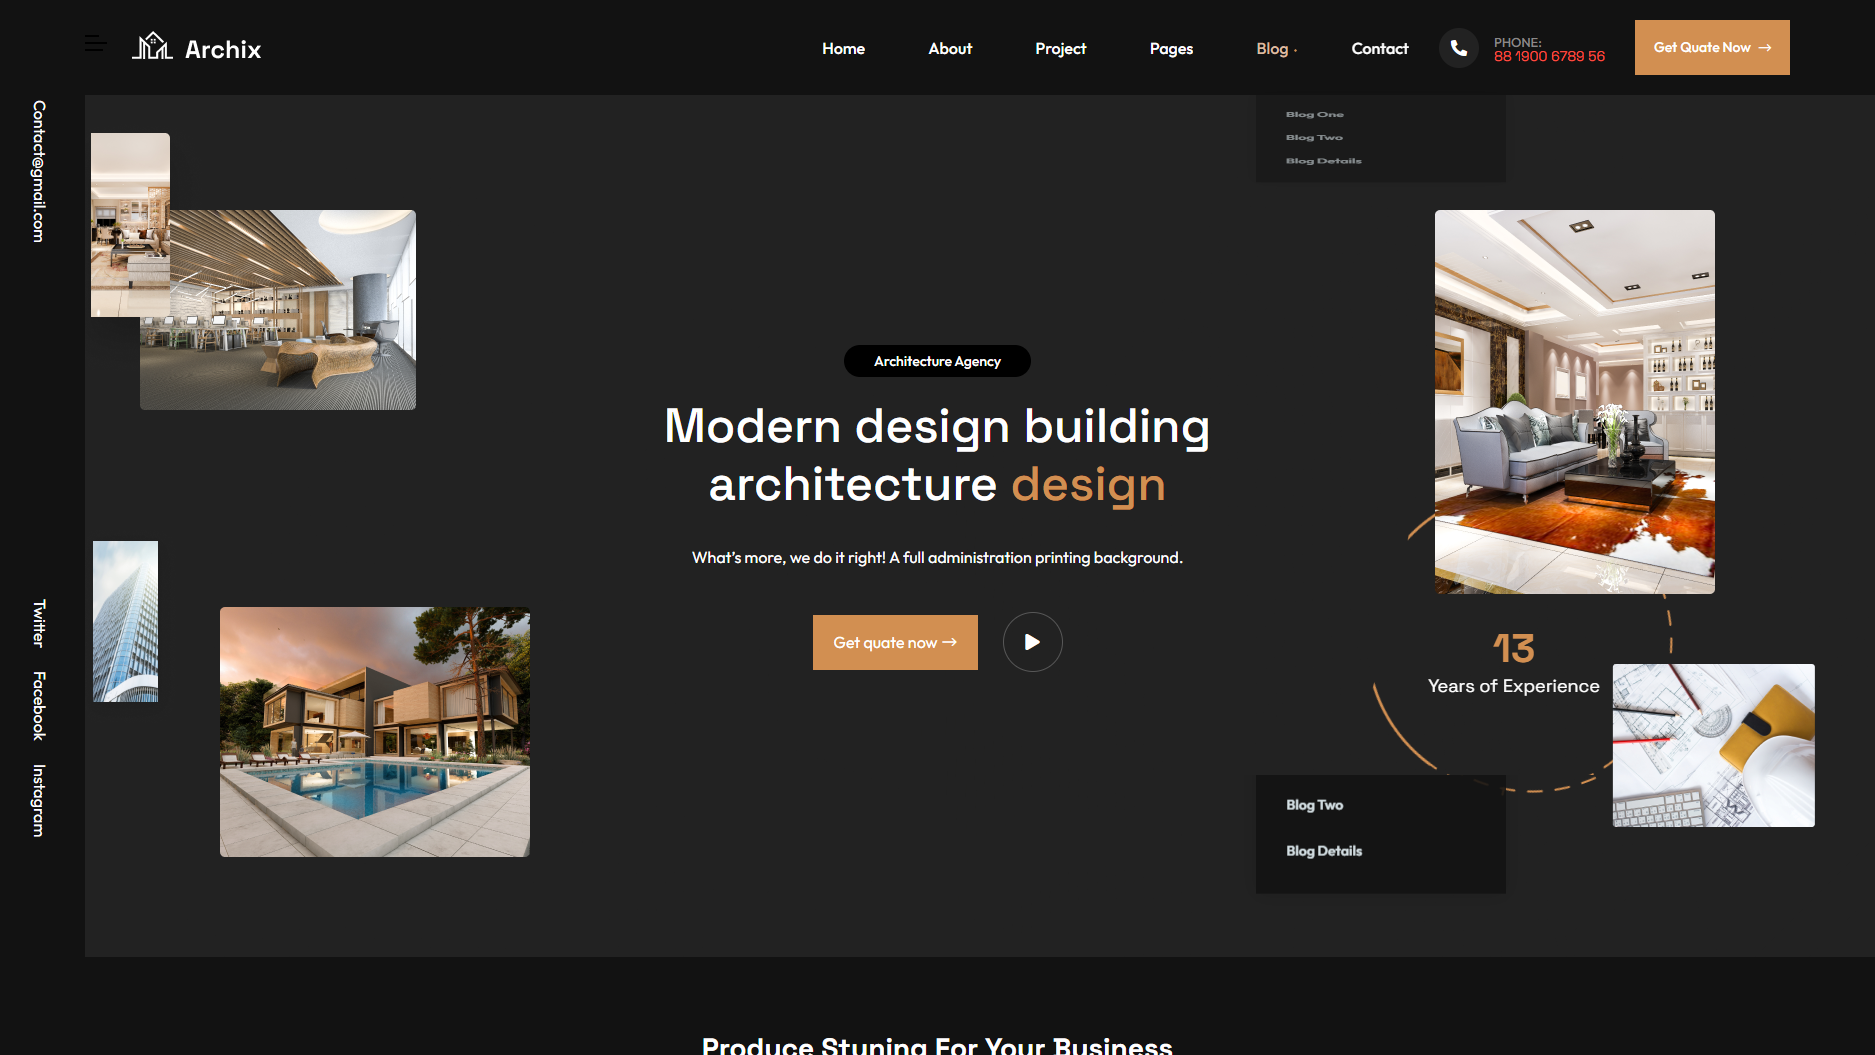 Archix
Home
About
Project
Pages
Blog
Contact
PHONE:
88 1900 6789 56
Get Quate Now →
Contact@gmail.com
Blog One
Blog Two
Blog Details
Architecture Agency
Modern design building
architecture design
What's more, we do it right! A full administration printing background.
Get quate now →
Twitter
Facebook
Instagram
13
Years of Experience
Blog Two
Blog Details
Produce Stuning For Your Business